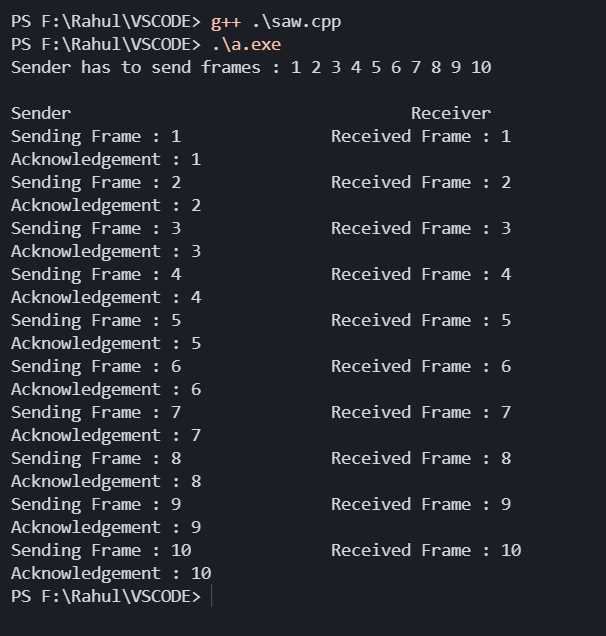 PS F:\Rahul\VSCODE> g++ .\saw.cpp
PS F:\Rahul\VSCODE> .\a.exe
Sender has to send frames : 1 2 3 4 5 6 7 8 9 10
Sender                                  Receiver
Sending Frame : 1               Received Frame : 1
Acknowledgement : 1
Sending Frame : 2               Received Frame : 2
Acknowledgement : 2
Sending Frame : 3               Received Frame : 3
Acknowledgement : 3
Sending Frame : 4               Received Frame : 4
Acknowledgement : 4
Sending Frame : 5               Received Frame : 5
Acknowledgement : 5
Sending Frame : 6               Received Frame : 6
Acknowledgement : 6
Sending Frame : 7               Received Frame : 7
Acknowledgement : 7
Sending Frame : 8               Received Frame : 8
Acknowledgement : 8
Sending Frame : 9               Received Frame : 9
Acknowledgement : 9
Sending Frame : 10              Received Frame : 10
Acknowledgement : 10
PS F:\Rahul\VSCODE>